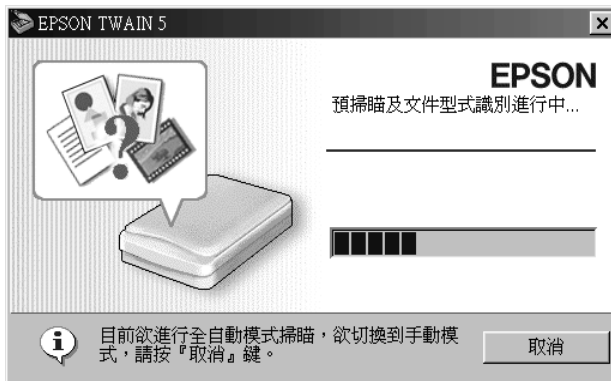 EPSON TWAIN 5
EPSON
預掃瞄及文件型式識別進行中...
目前欲進行全自動模式掃瞄，欲切換到手動模
式，請按『取消』鍵。
取消